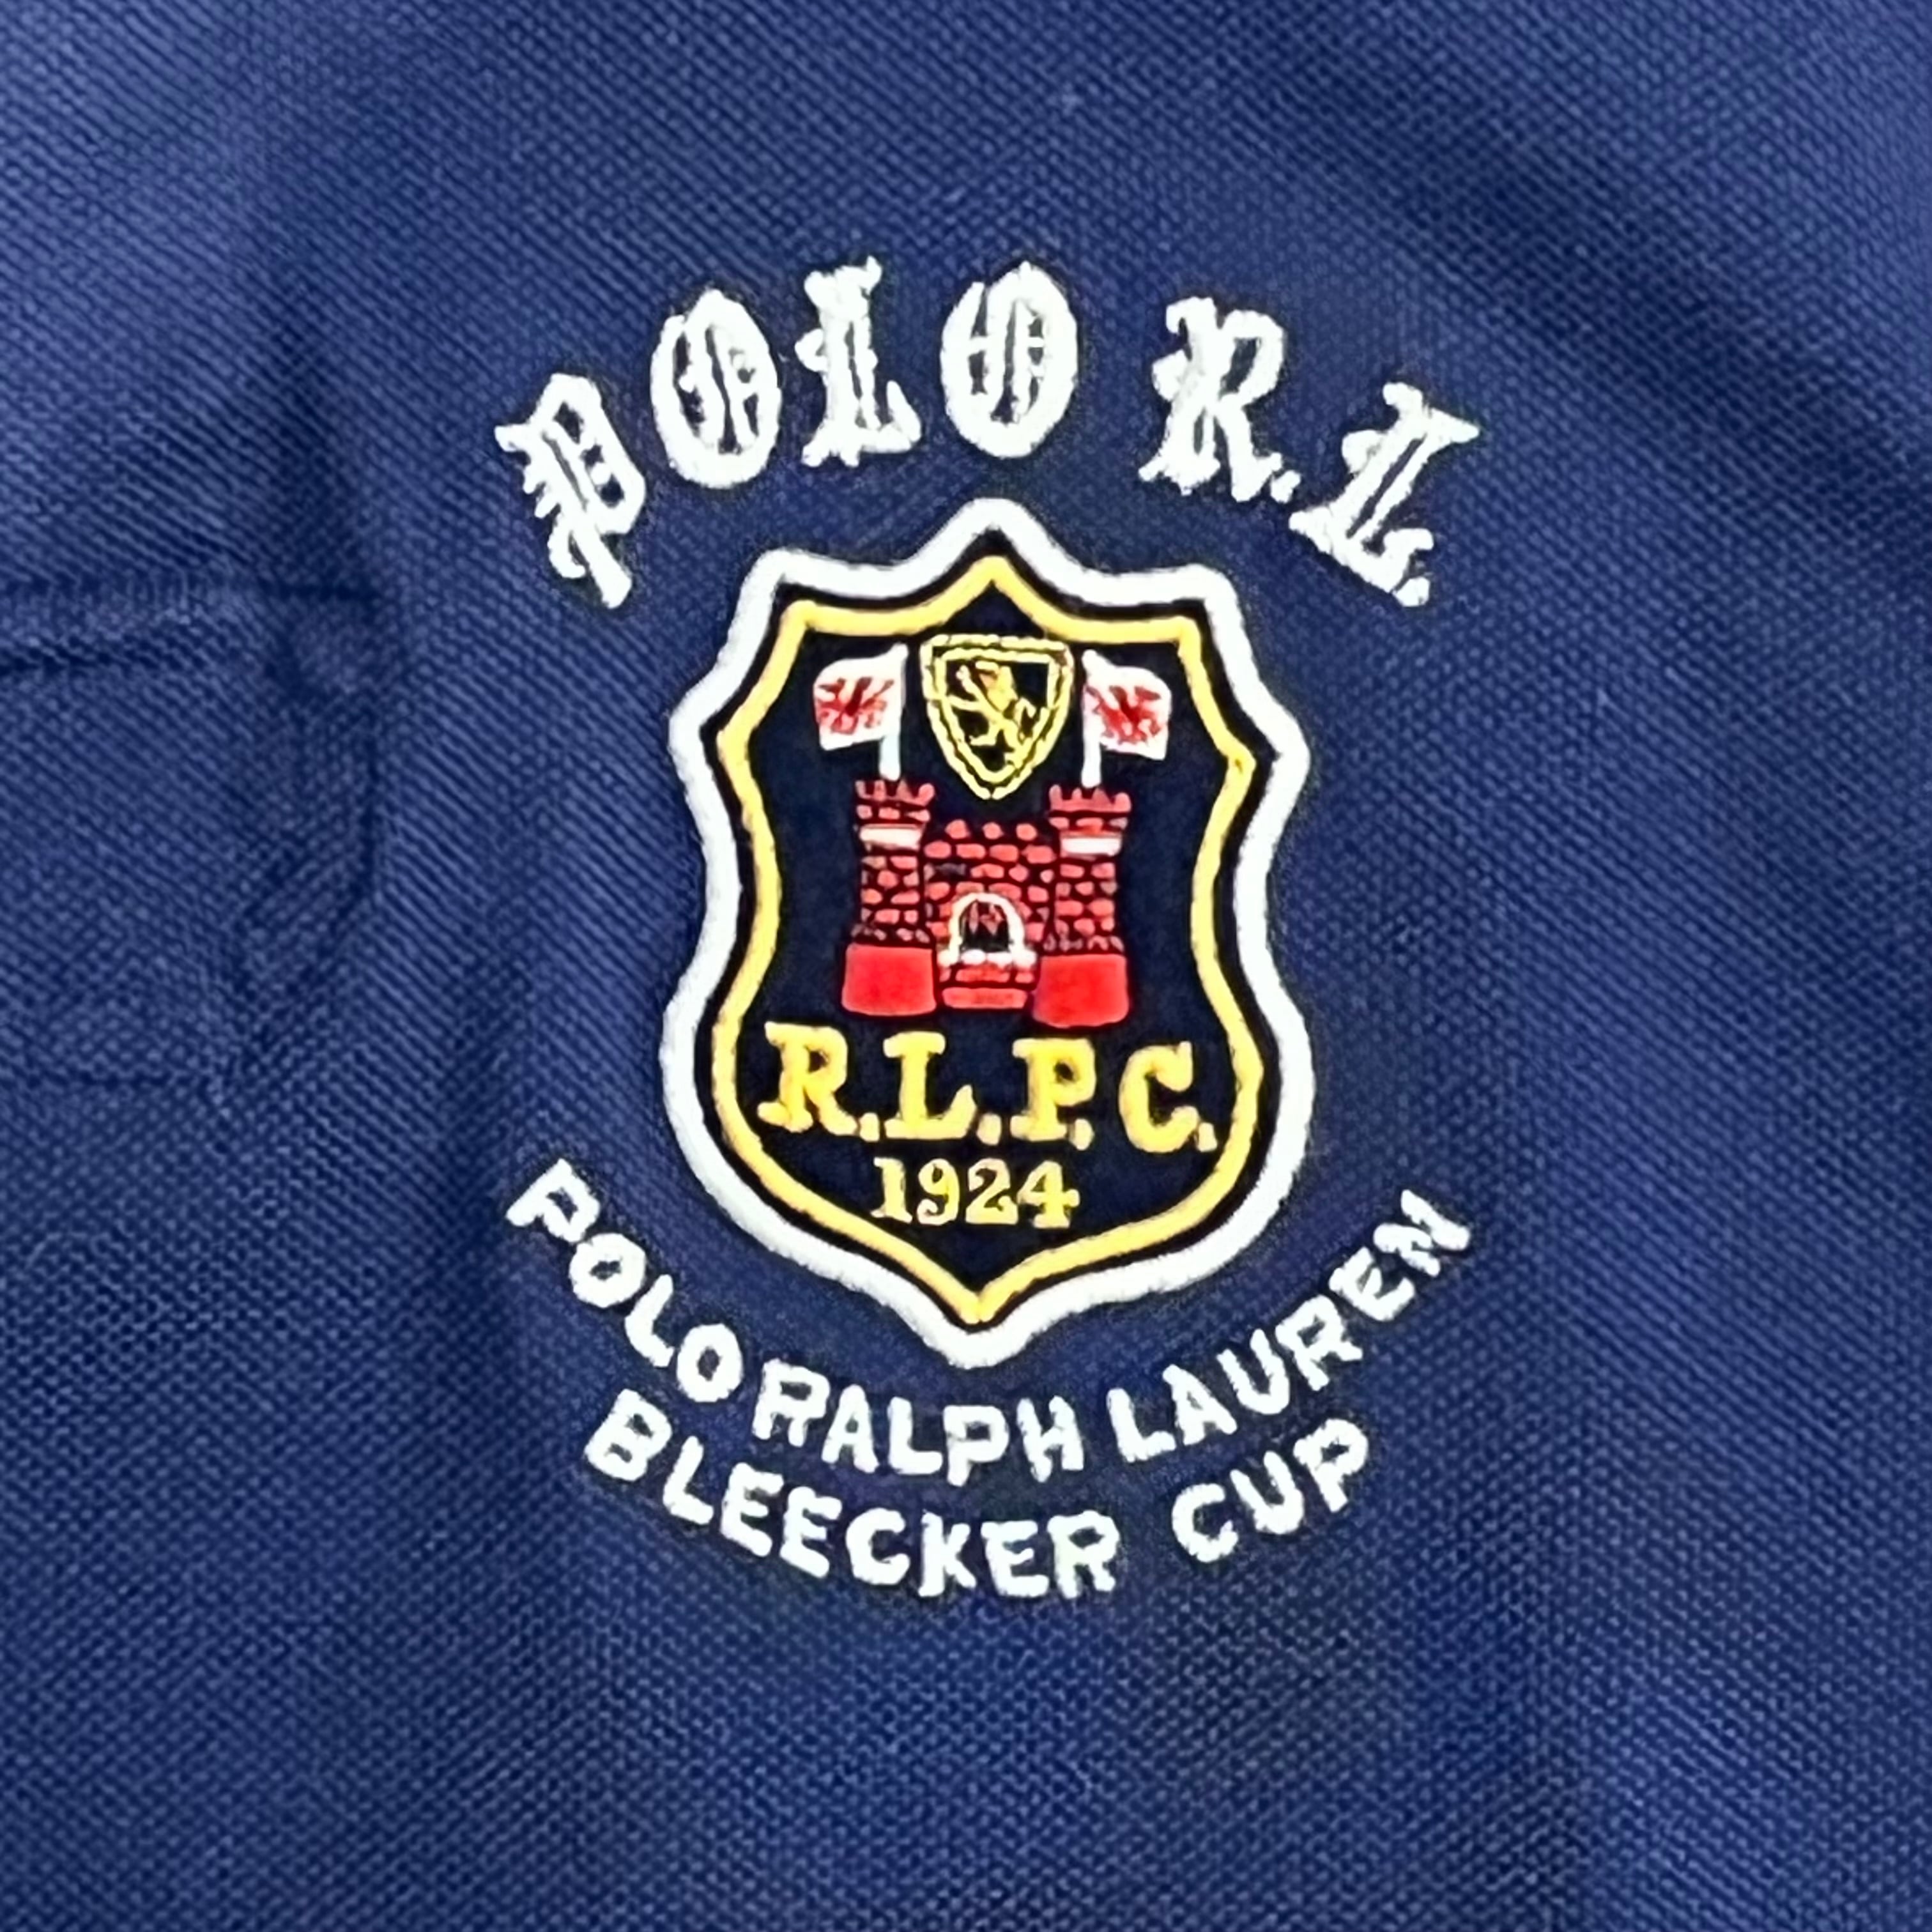 POLO R.L.
R.L.P.C.
1924
POLO RALPH LAUREN
BLEECKER CUP